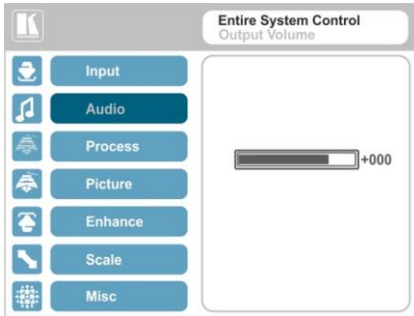 K
Entire System Control
Output Volume
Input
Audio
Process
+000
Picture
Enhance
Scale
Misc